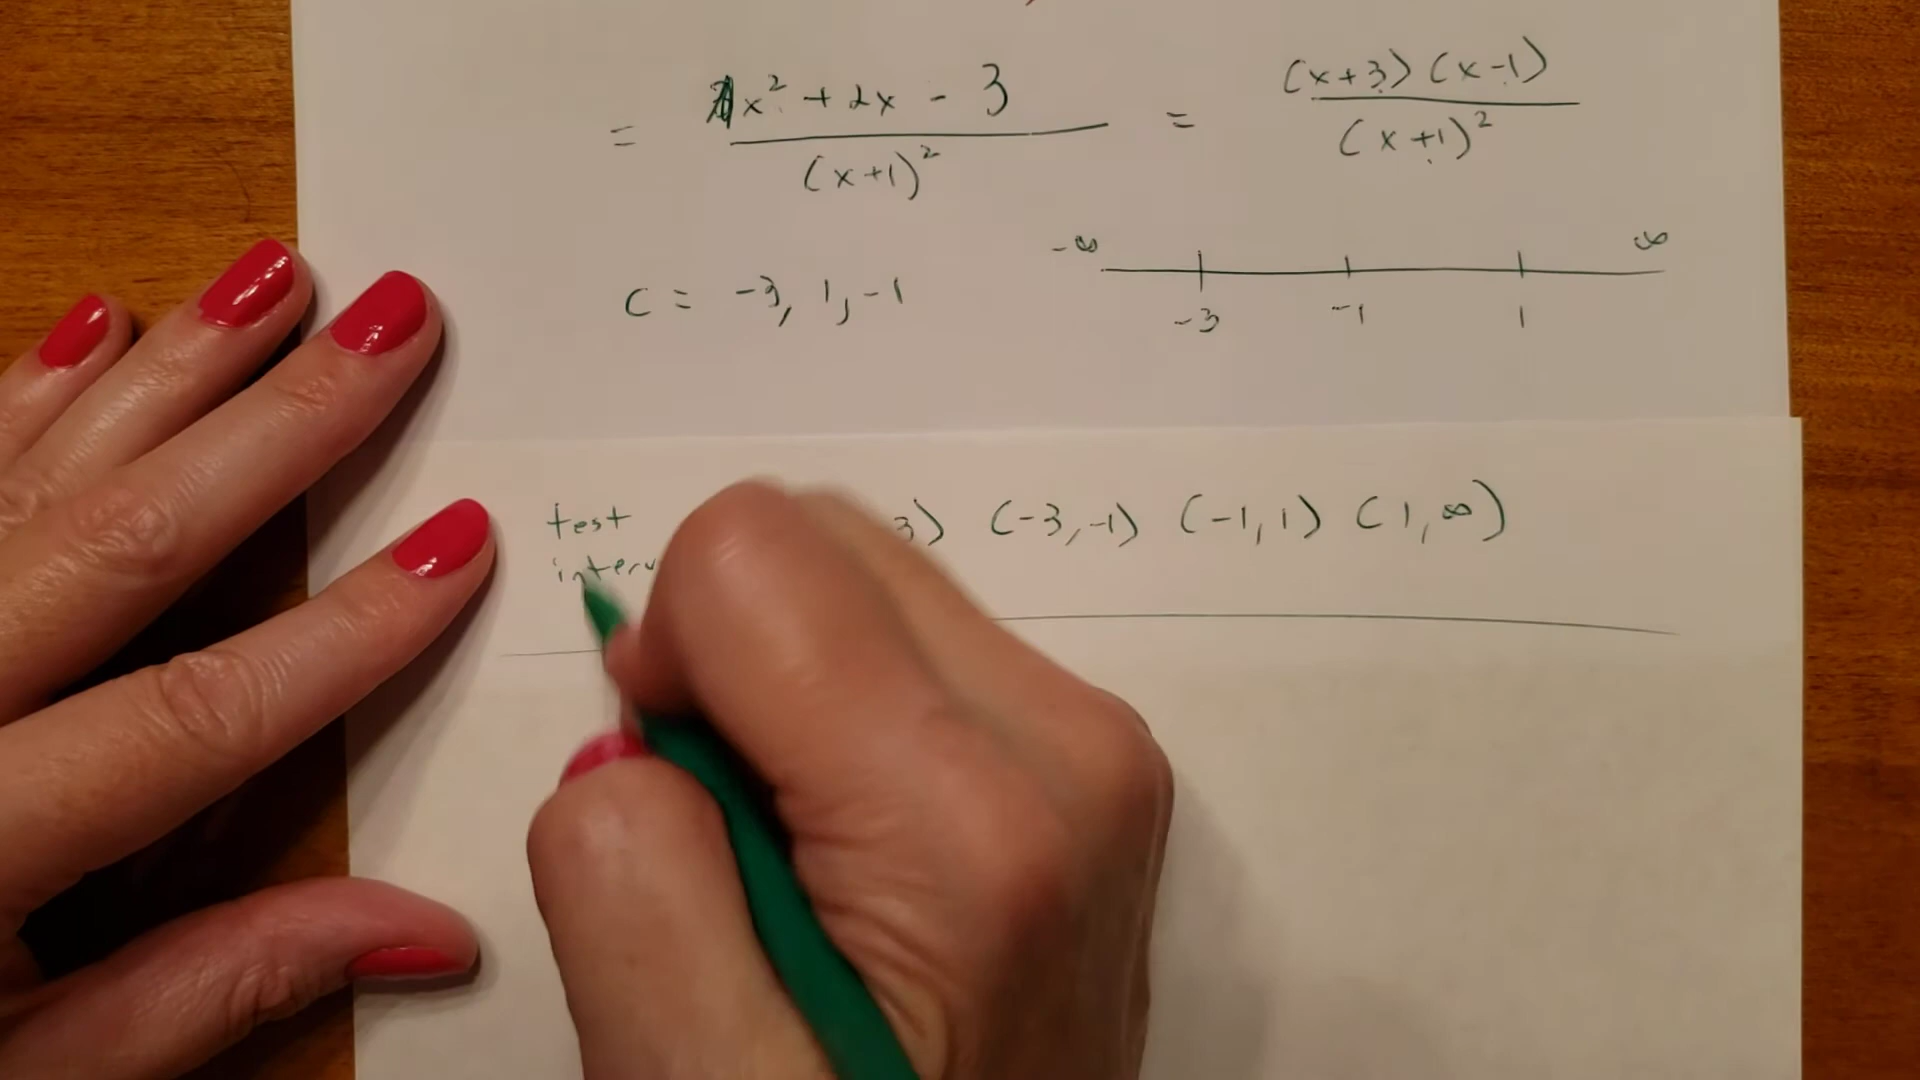 = 1x² + 2x - 3 / (x+1)² = (x+3)(x-1) / (x+1)²
-∞ ∞
c = -3, 1, -1
-3 -1 1
test 3) (-3,-1) (-1,1) (1,∞)
interv